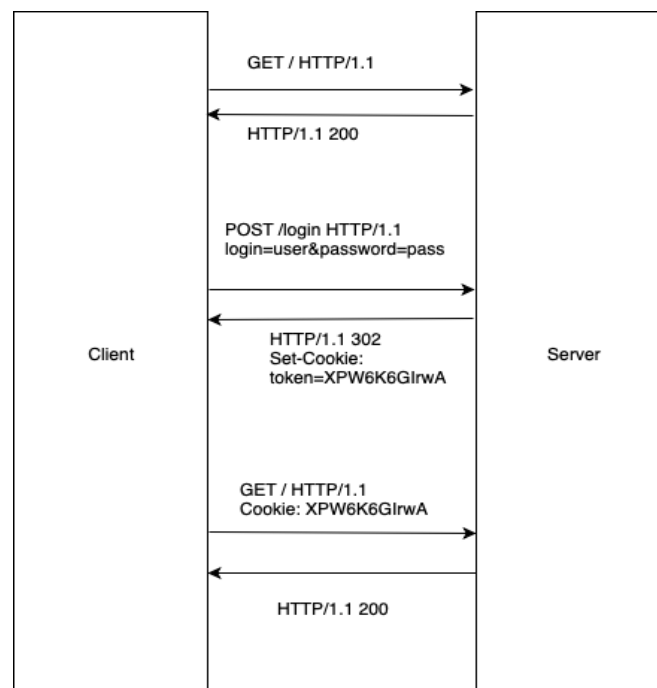 GET / HTTP/1.1
HTTP/1.1 200
POST /login HTTP/1.1
login=user&password=pass
HTTP/1.1 302
Set-Cookie:
token=XPW6K6GIrwA
Client
Server
GET / HTTP/1.1
Cookie: XPW6K6GIrwA
HTTP/1.1 200